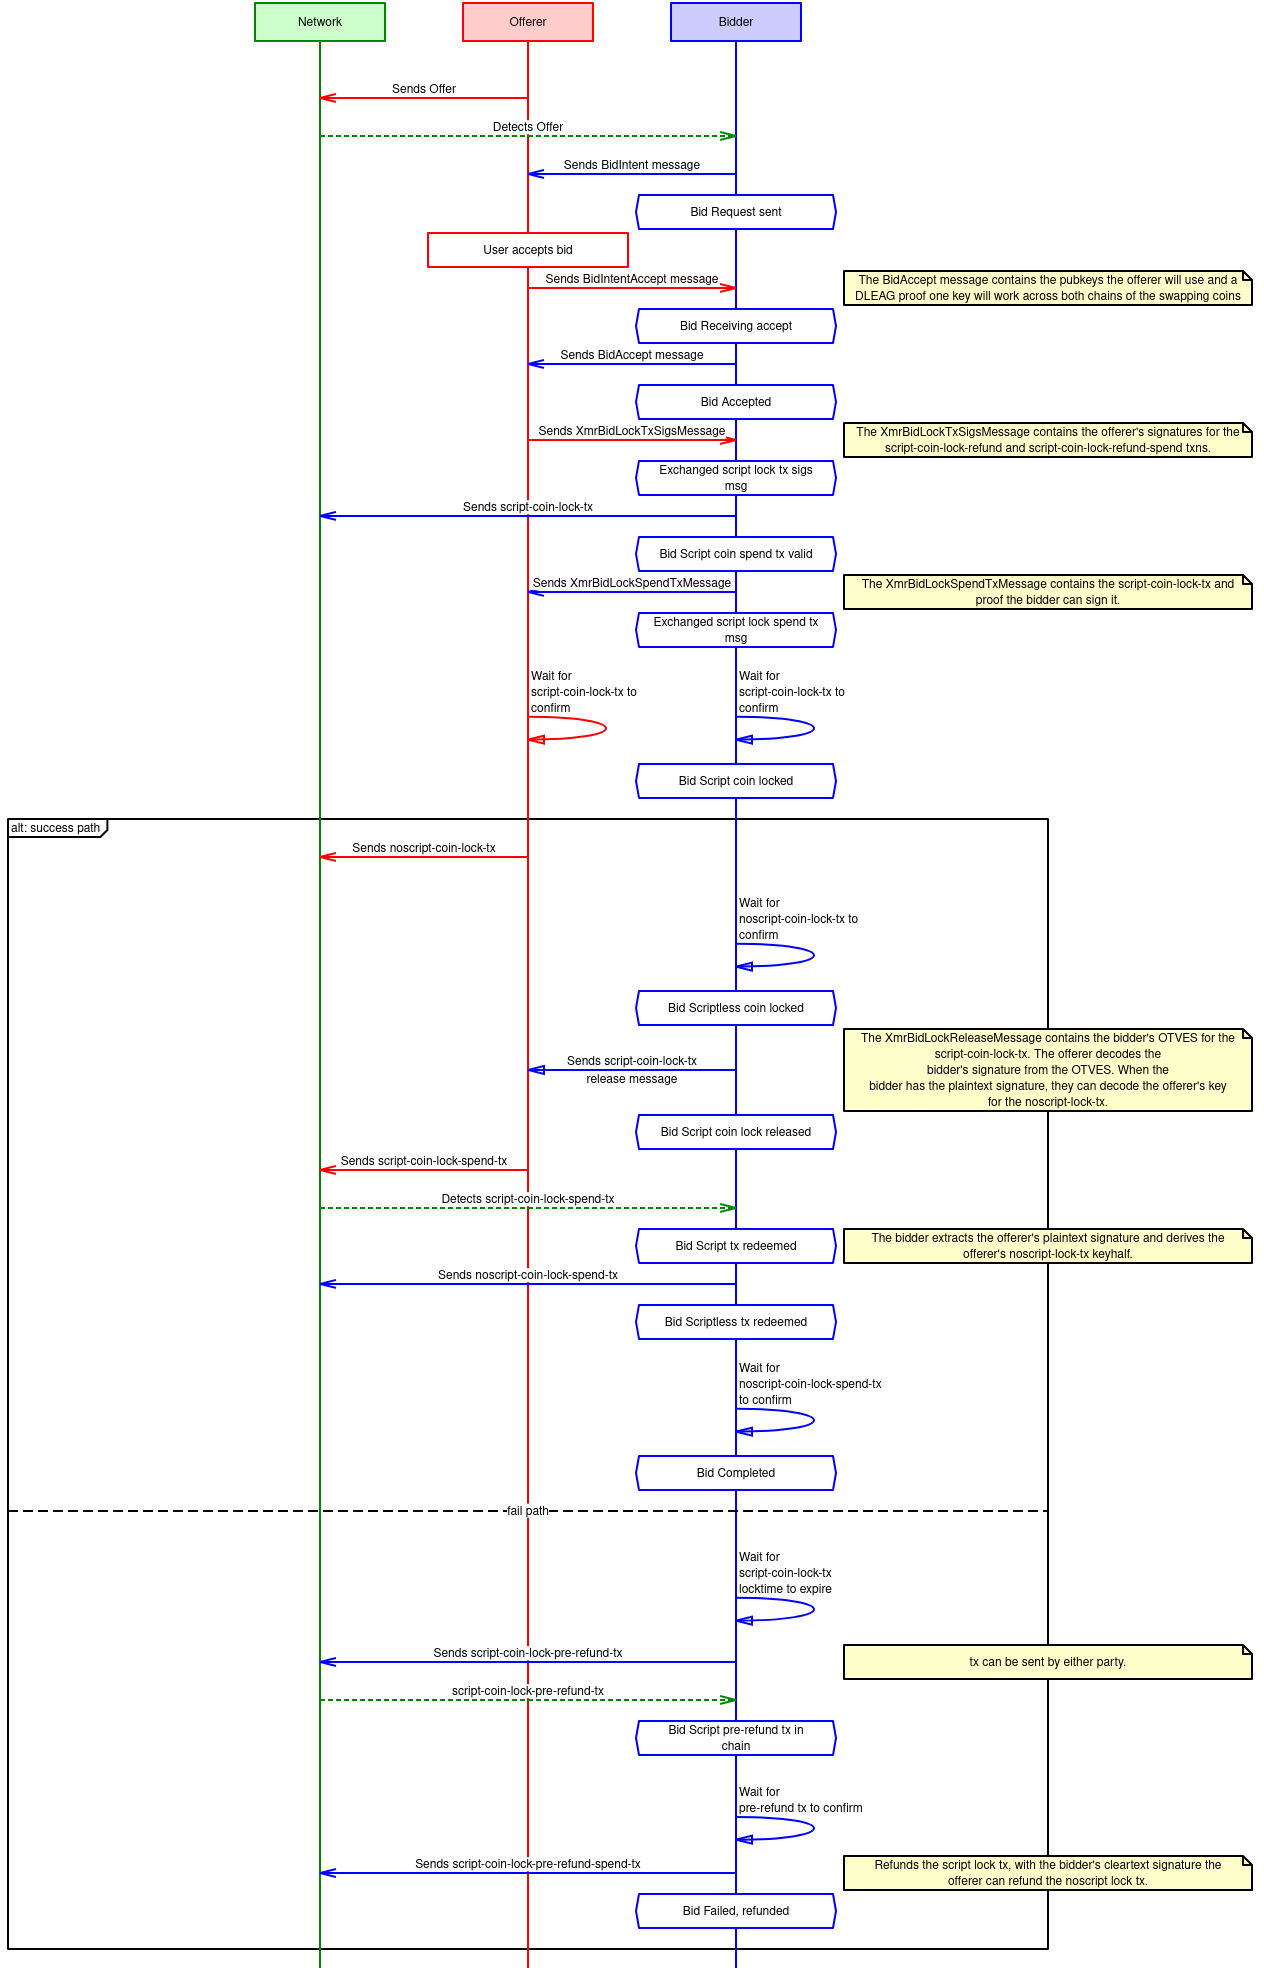 Network
Offerer
Bidder
Sends Offer
Detects Offer
Sends BidIntent message
Bid Request sent
User accepts bid
Sends BidIntentAccept message
The BidAccept message contains the pubkeys the offerer will use and a
DLEAG proof one key will work across both chains of the swapping coins
Bid Receiving accept
Sends BidAccept message
Bid Accepted
Sends XmrBidLockTxSigsMessage
The XmrBidLockTxSigsMessage contains the offerer's signatures for the
script-coin-lock-refund and script-coin-lock-refund-spend txns.
Exchanged script lock tx sigs
msg
Sends script-coin-lock-tx
Bid Script coin spend tx valid
Sends XmrBidLockSpendTxMessage
The XmrBidLockSpendTxMessage contains the script-coin-lock-tx and
proof the bidder can sign it.
Exchanged script lock spend tx
msg
Wait for
script-coin-lock-tx to
confirm
Wait for
script-coin-lock-tx to
confirm
Bid Script coin locked
alt: success path
Sends noscript-coin-lock-tx
Wait for
noscript-coin-lock-tx to
confirm
Bid Scriptless coin locked
Sends script-coin-lock-tx
release message
The XmrBidLockReleaseMessage contains the bidder's OTVES for the
script-coin-lock-tx. The offerer decodes the
bidder's signature from the OTVES. When the
bidder has the plaintext signature, they can decode the offerer's key
for the noscript-lock-tx.
Bid Script coin lock released
Sends script-coin-lock-spend-tx
Detects script-coin-lock-spend-tx
Bid Script tx redeemed
The bidder extracts the offerer's plaintext signature and derives the
offerer's noscript-lock-tx keyhalf.
Sends noscript-coin-lock-spend-tx
Bid Scriptless tx redeemed
Wait for
noscript-coin-lock-spend-tx
to confirm
Bid Completed
fail path
Wait for
script-coin-lock-tx
locktime to expire
Sends script-coin-lock-pre-refund-tx
tx can be sent by either party.
script-coin-lock-pre-refund-tx
Bid Script pre-refund tx in
chain
Wait for
pre-refund tx to confirm
Sends script-coin-lock-pre-refund-spend-tx
Refunds the script lock tx, with the bidder's cleartext signature the
offerer can refund the noscript lock tx.
Bid Failed, refunded